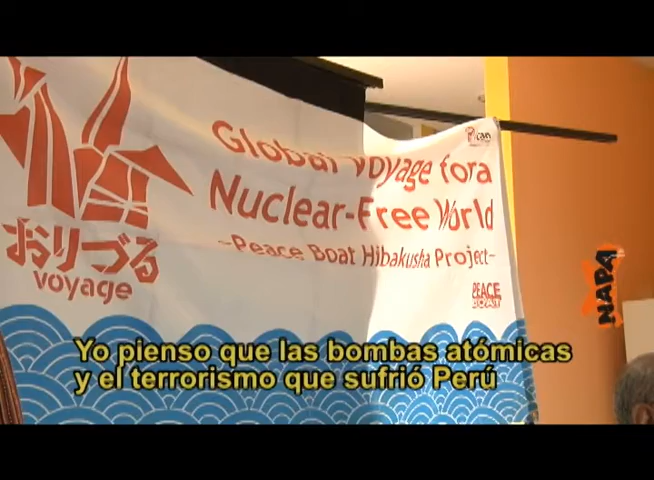 Global Voyage for a
Nuclear-Free World
-Peace Boat Hibakusha Project-
おりづる
voyage
PEACE
BOAT
NAPA
Yo pienso que las bombas atómicas
y el terrorismo que sufrió Perú